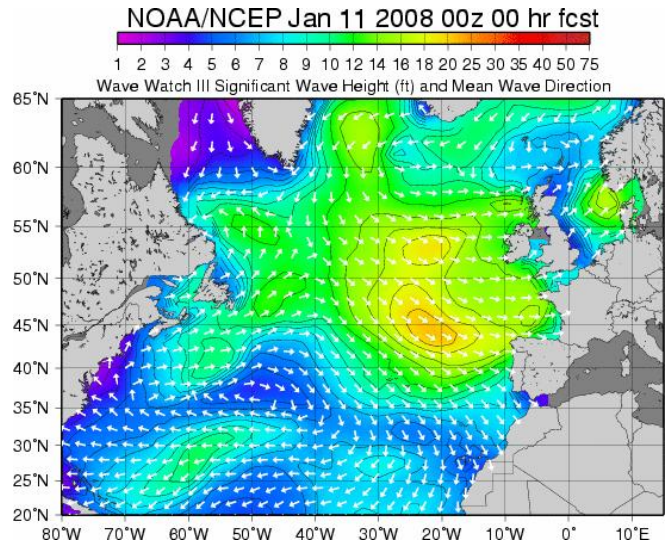 NOAA/NCEP Jan 11 2008 00z 00 hr fcst
1 2 3 4 5 6 7 8 9 10 12 14 16 18 20 25 30 35 40 50 75
Wave Watch III Significant Wave Height (ft) and Mean Wave Direction
65°N
60°N
55°N
50°N
45°N
40°N
35°N
30°N
25°N
20°N
80°W 70°W 60°W 50°W 40°W 30°W 20°W 10°W 0° 10°E